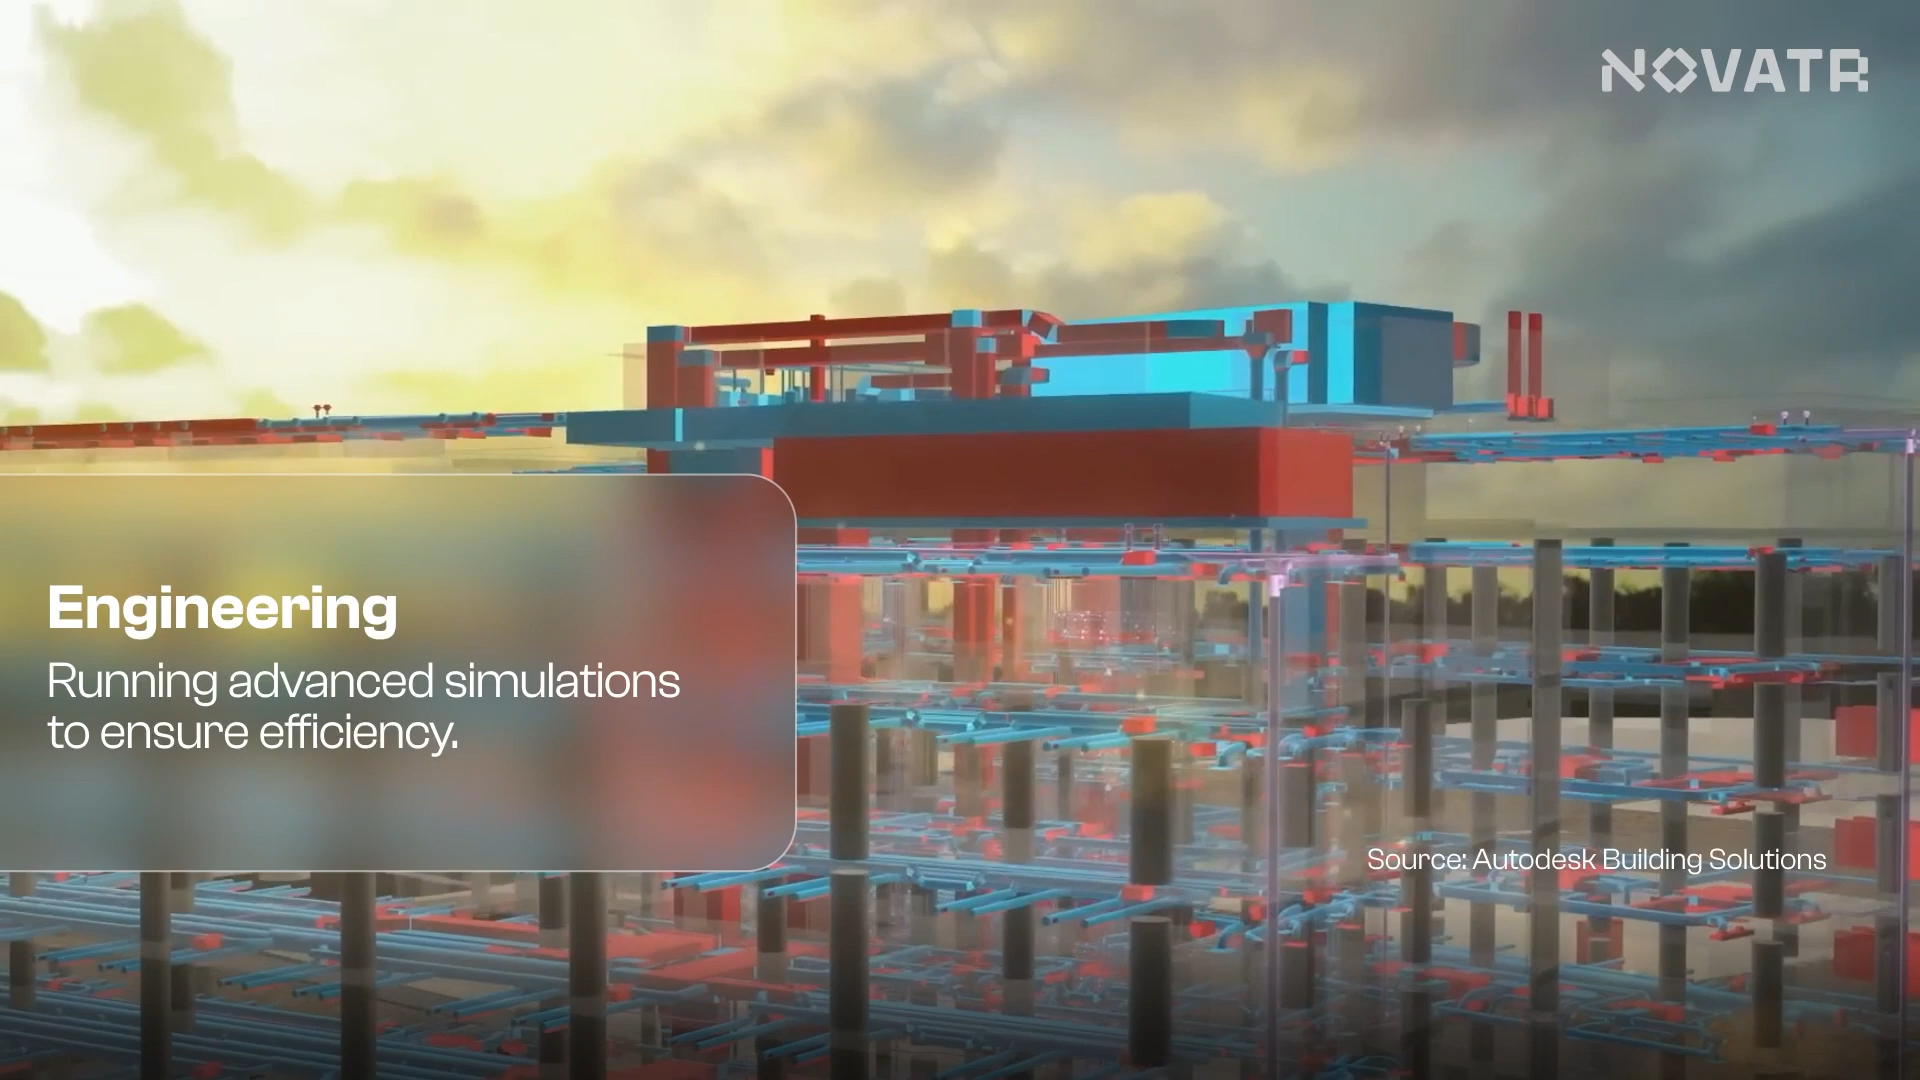 NOVATR
Engineering
Running advanced simulations
to ensure efficiency.
Source: Autodesk Building Solutions